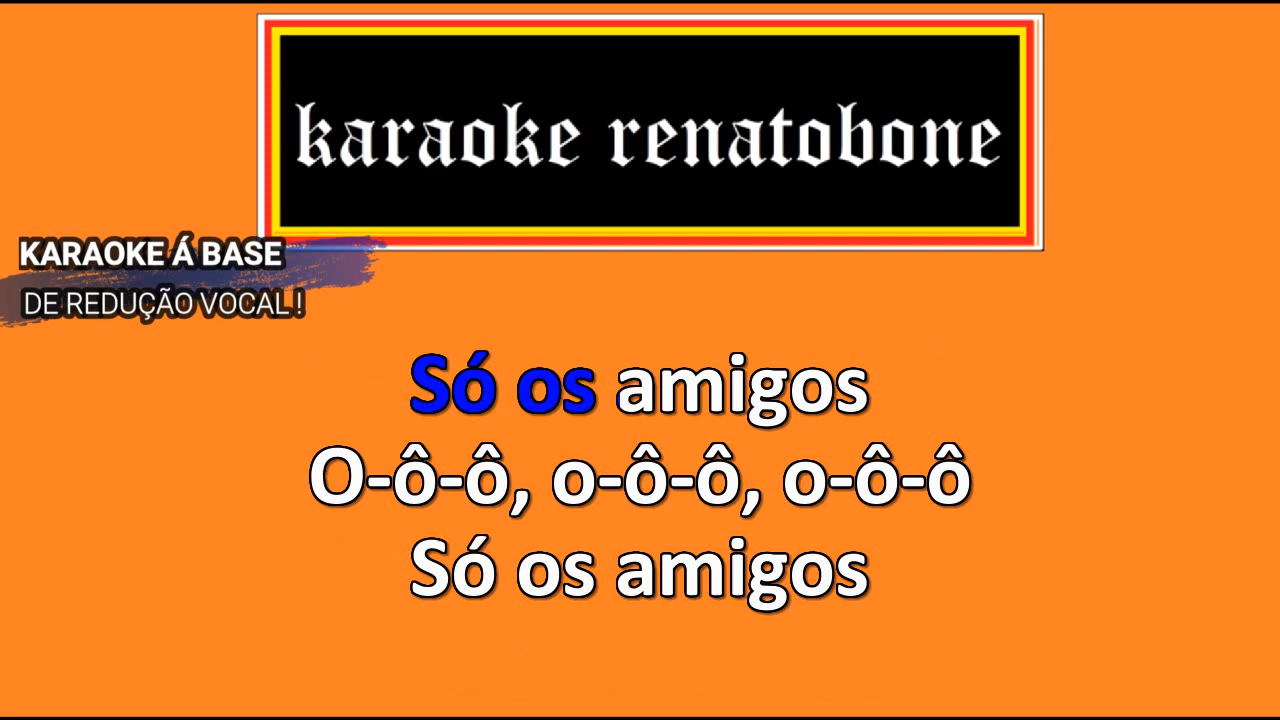 karaoke renatobone
KARAOKE Á BASE
DE REDUÇÃO VOCAL !
Só os amigos
O-ô-ô, o-ô-ô, o-ô-ô
Só os amigos